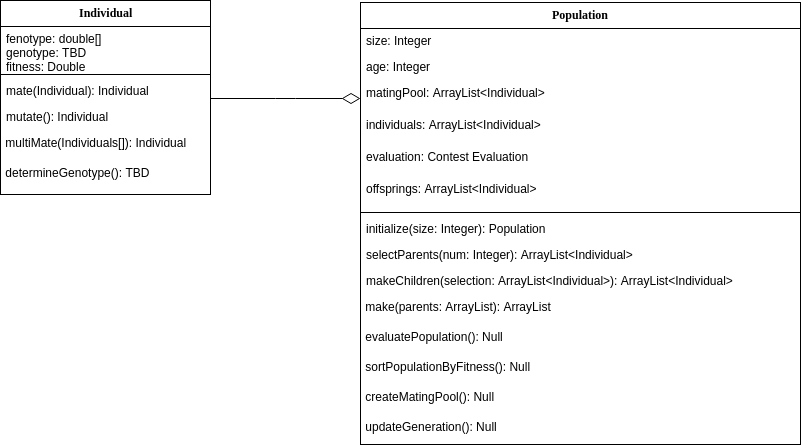 Individual
fenotype: double[]
genotype: TBD
fitness: Double
mate(Individual): Individual
mutate(): Individual
multiMate(Individuals[]): Individual
determineGenotype(): TBD
Population
size: Integer
age: Integer
matingPool: ArrayList<Individual>
individuals: ArrayList<Individual>
evaluation: Contest Evaluation
offsprings: ArrayList<Individual>
initialize(size: Integer): Population
selectParents(num: Integer): ArrayList<Individual>
makeChildren(selection: ArrayList<Individual>): ArrayList<Individual>
make(parents: ArrayList): ArrayList
evaluatePopulation(): Null
sortPopulationByFitness(): Null
createMatingPool(): Null
updateGeneration(): Null